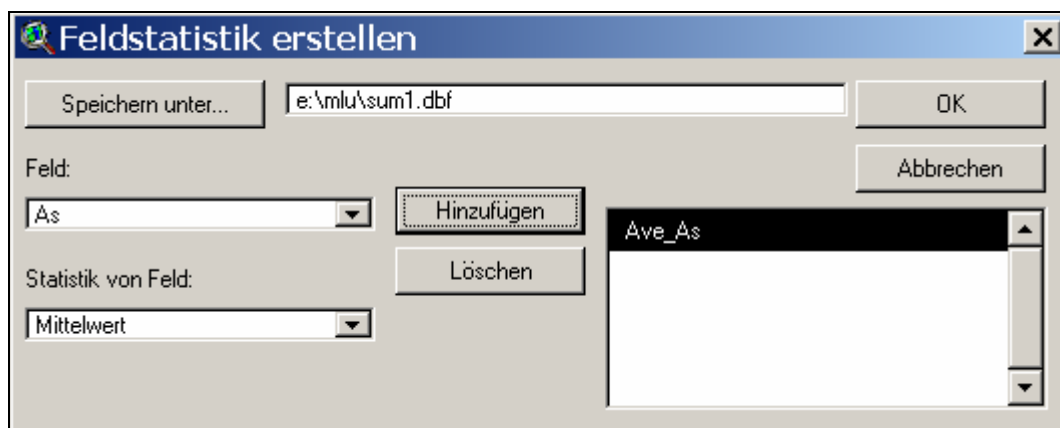 Feldstatistik erstellen
Speichern unter...
e:\mlu\sum1.dbf
OK
Abbrechen
Feld:
As
Hinzufügen
Ave_As
Löschen
Statistik von Feld:
Mittelwert